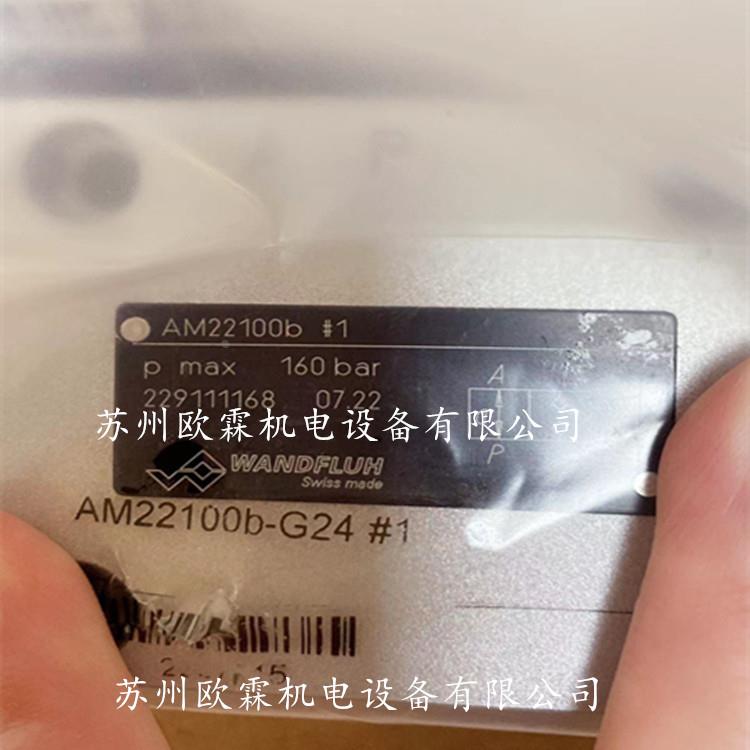 AM22100b #1
p max 160 bar
229111168 07.22
A
P
苏州欧霖机电设备有限公司
WANDFLUH
Swiss made
AM22100b-G24 #1
苏州欧霖机电设备有限公司